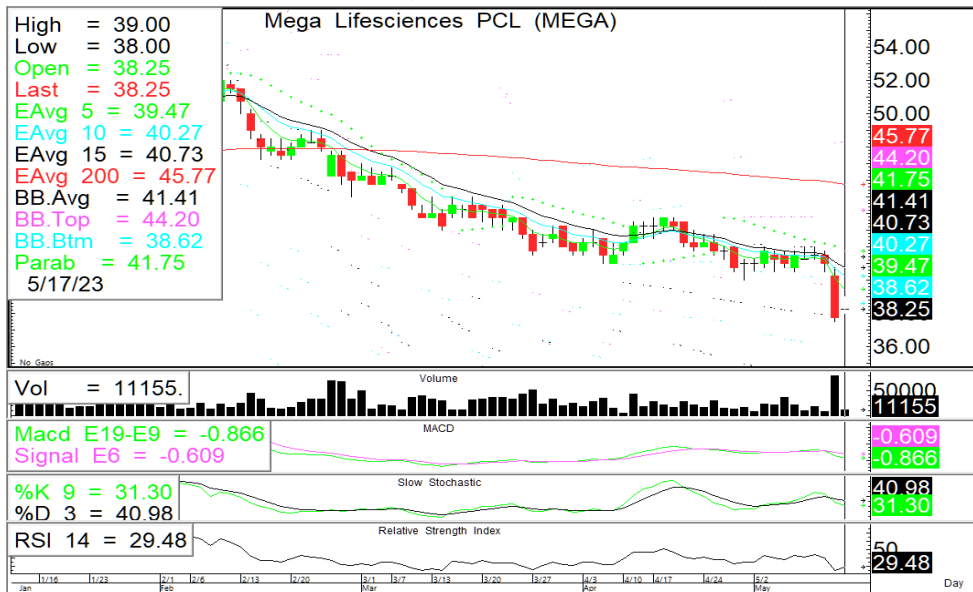 Mega Lifesciences PCL (MEGA)
High = 39.00
Low = 38.00
Open = 38.25
Last = 38.25
EAvg 5 = 39.47
EAvg 10 = 40.27
EAvg 15 = 40.73
EAvg 200 = 45.77
BB.Avg = 41.41
BB.Top = 44.20
BB.Btm = 38.62
Parab = 41.75
5/17/23
54.00
52.00
50.00
45.77
44.20
41.75
41.41
40.73
40.27
39.47
38.62
38.25
36.00
No Gaps
Vol = 11155.
Volume
50000
11155
Macd E19-E9 = -0.866
Signal E6 = -0.609
MACD
-0.609
-0.866
%K 9 = 31.30
%D 3 = 40.98
Slow Stochastic
40.98
31.30
RSI 14 = 29.48
Relative Strength Index
50
29.48
1/16 1/23 2/1 2/6 2/13 2/20 3/1 3/7 3/13 3/20 3/27 4/3 4/10 4/17 4/24 5/2
Jan Feb Mar Apr May
Day